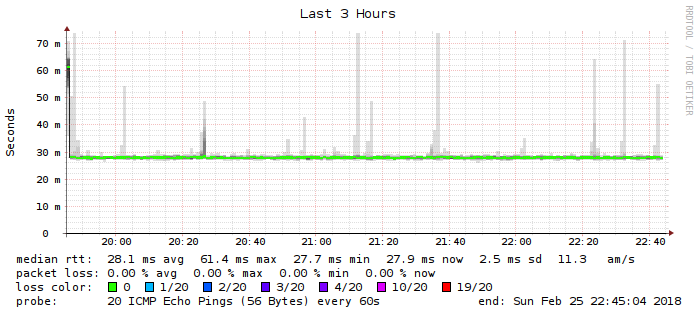 Last 3 Hours
RRDTOOL / TOBI OETIKER
Seconds
70 m
60 m
50 m
40 m
30 m
20 m
10 m
0
20:00 20:20 20:40 21:00 21:20 21:40 22:00 22:20 22:40
median rtt: 28.1 ms avg 61.4 ms max 27.7 ms min 27.9 ms now 2.5 ms sd 11.3 am/s
packet loss: 0.00 % avg 0.00 % max 0.00 % min 0.00 % now
loss color: 0 1/20 2/20 3/20 4/20 10/20 19/20
probe: 20 ICMP Echo Pings (56 Bytes) every 60s end: Sun Feb 25 22:45:04 2018